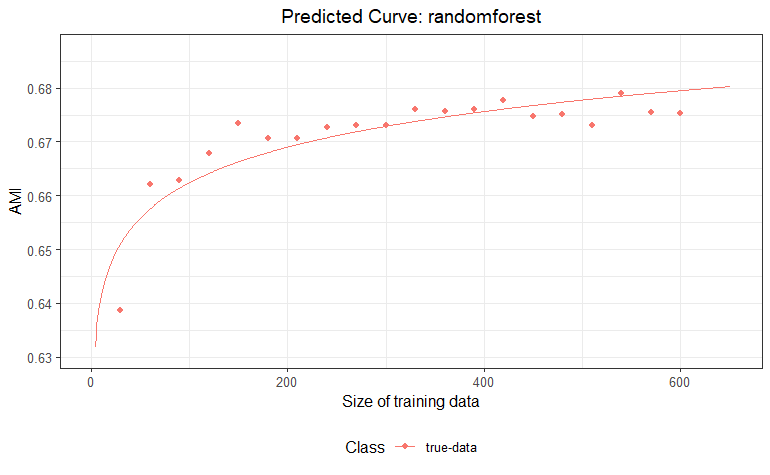 Predicted Curve: randomforest
AMI
0.68
0.67
0.66
0.65
0.64
0.63
0 200 400 600
Size of training data
Class true-data